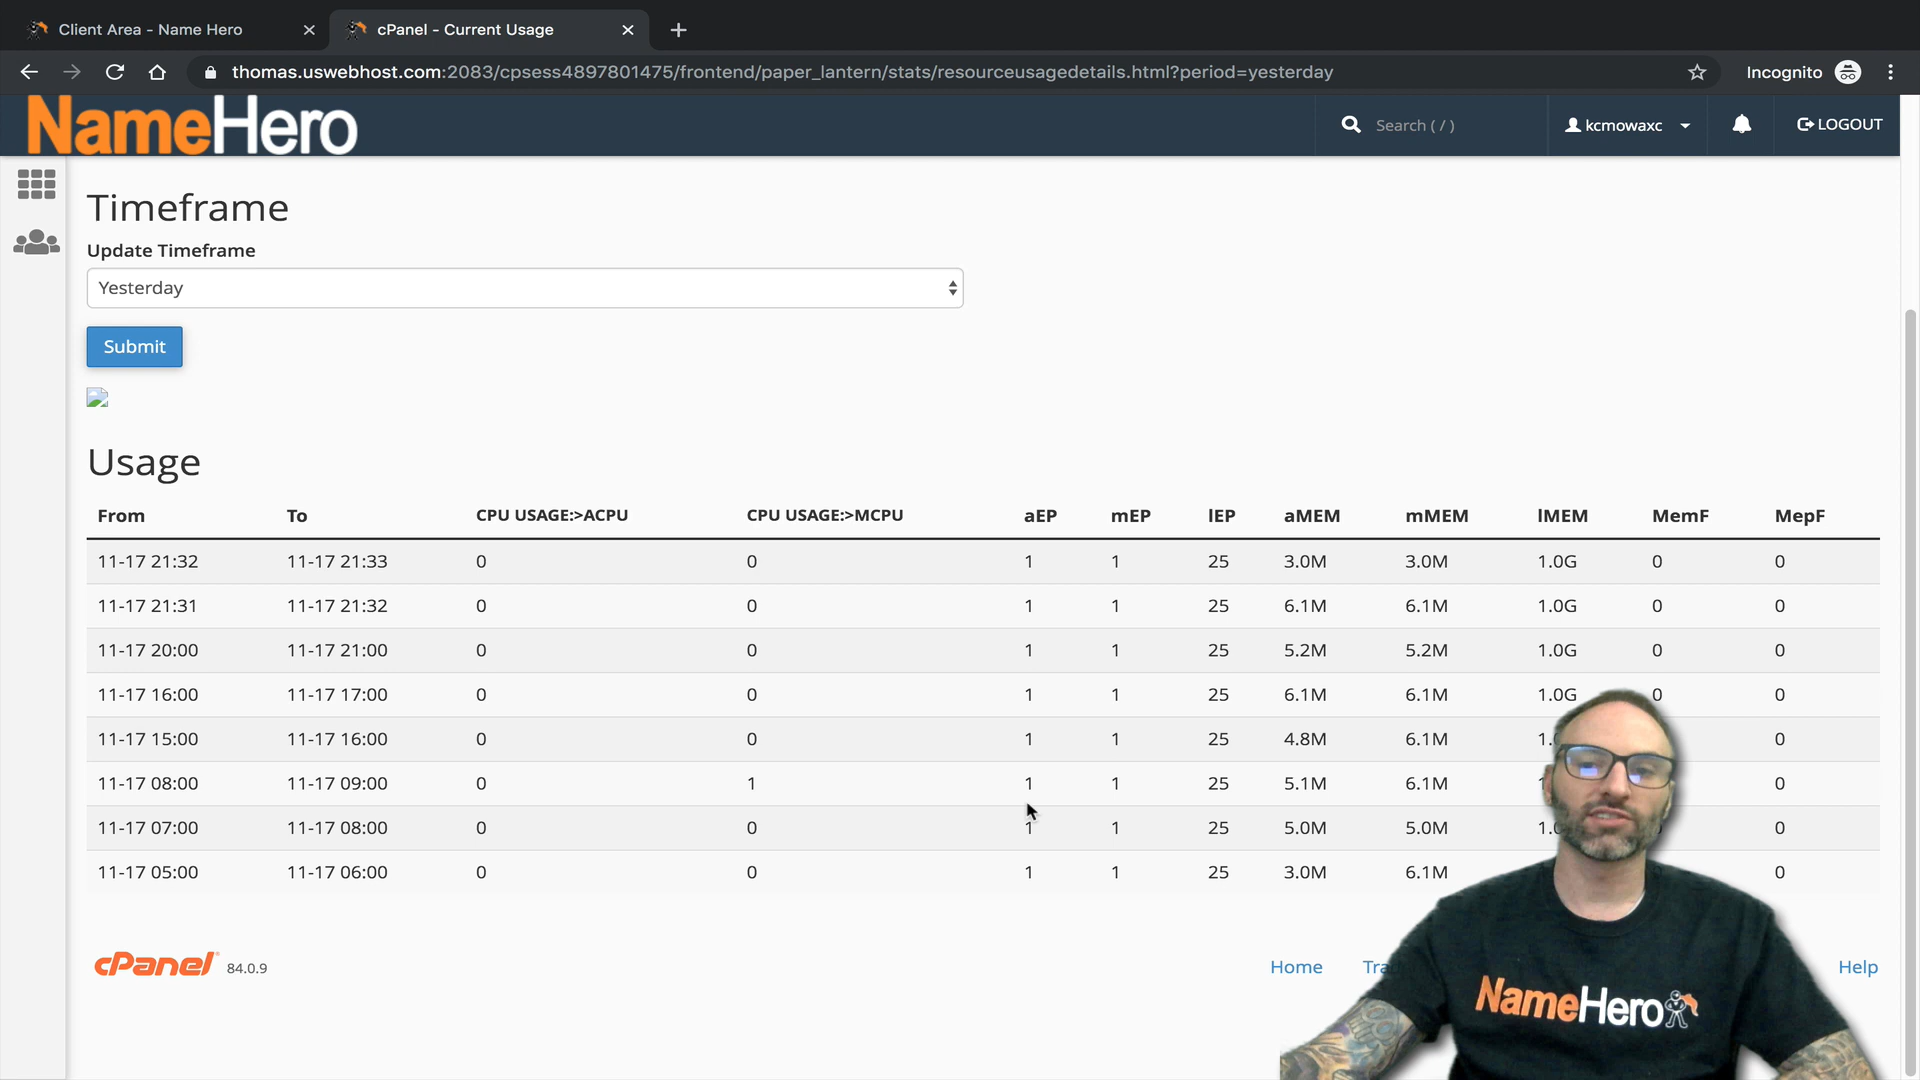 Client Area - Name Hero
cPanel - Current Usage
thomas.uswebhost.com:2083/cpsess4897801475/frontend/paper_lantern/stats/resourceusagedetails.html?period=yesterday
Incognito
NameHero
Search ( / )
kcmowaxc
LOGOUT
Timeframe
Update Timeframe
Yesterday
Submit
Usage
From To CPU USAGE:>ACPU CPU USAGE:>MCPU aEP mEP lEP aMEM mMEM lMEM MemF MepF
11-17 21:32 11-17 21:33 0 0 1 1 25 3.0M 3.0M 1.0G 0 0
11-17 21:31 11-17 21:32 0 0 1 1 25 6.1M 6.1M 1.0G 0 0
11-17 20:00 11-17 21:00 0 0 1 1 25 5.2M 5.2M 1.0G 0 0
11-17 16:00 11-17 17:00 0 0 1 1 25 6.1M 6.1M 1.0G 0 0
11-17 15:00 11-17 16:00 0 0 1 1 25 4.8M 6.1M 0
11-17 08:00 11-17 09:00 0 1 1 1 25 5.1M 6.1M 0
11-17 07:00 11-17 08:00 0 0 1 1 25 5.0M 5.0M 0
11-17 05:00 11-17 06:00 0 0 1 1 25 3.0M 6.1M 0
cPanel 84.0.9
Home Help
NameHero